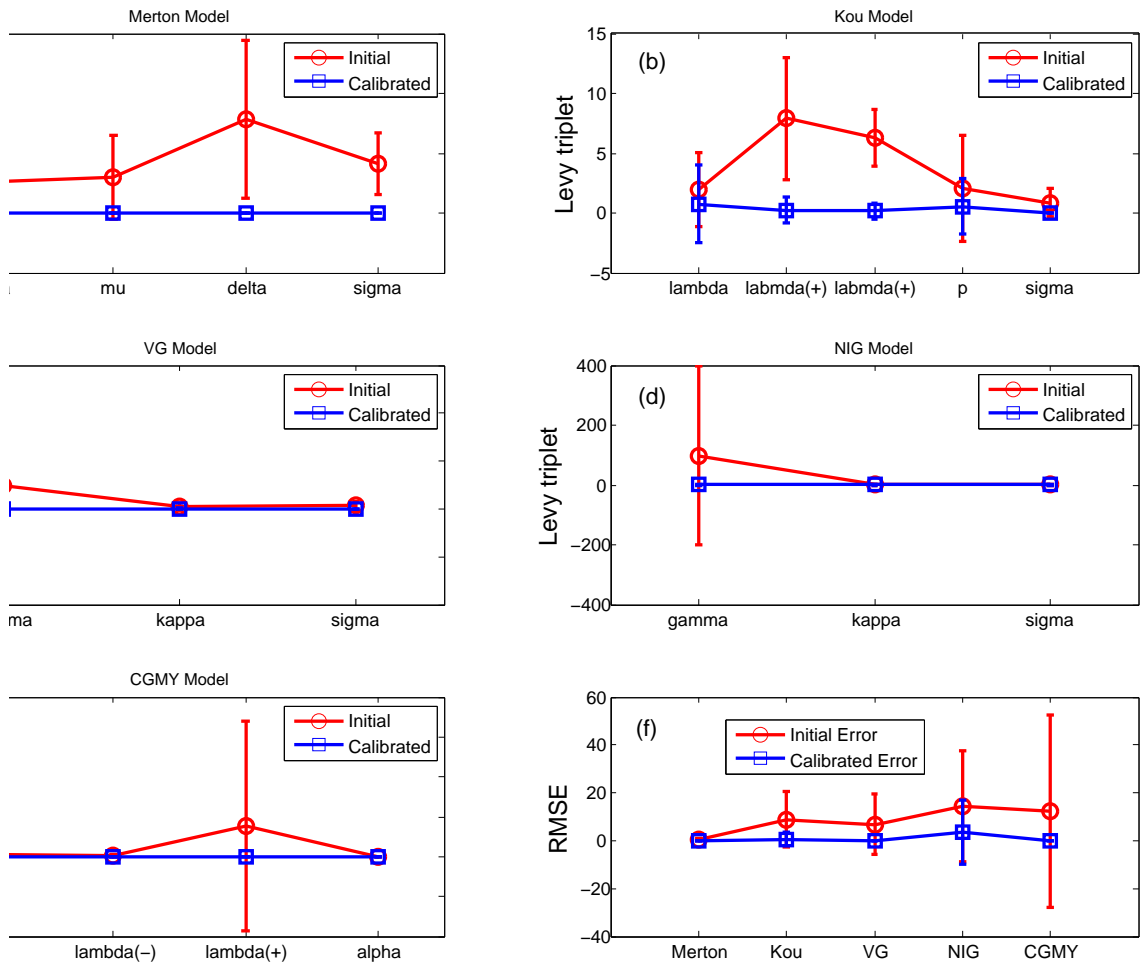 Merton Model
Initial
Calibrated
mu delta sigma
Kou Model
(b)
Initial
Calibrated
Levy triplet
15
10
5
0
−5
lambda labmda(+) labmda(+) p sigma
VG Model
Initial
Calibrated
ma kappa sigma
NIG Model
(d)
Initial
Calibrated
Levy triplet
400
200
0
−200
−400
gamma kappa sigma
CGMY Model
Initial
Calibrated
lambda(−) lambda(+) alpha
(f)
Initial Error
Calibrated Error
RMSE
60
40
20
0
−20
−40
Merton Kou VG NIG CGMY